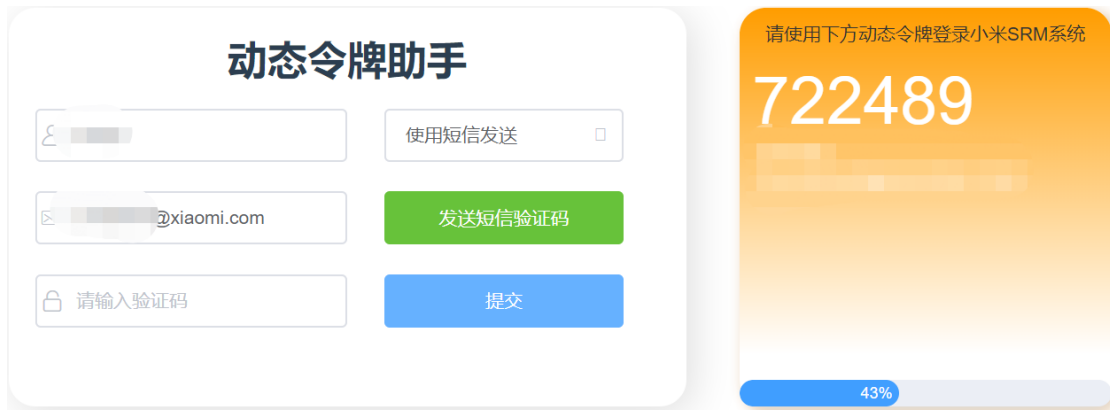 动态令牌助手
使用短信发送
@xiaomi.com
发送短信验证码
请输入验证码
提交
请使用下方动态令牌登录小米SRM系统
722489
43%